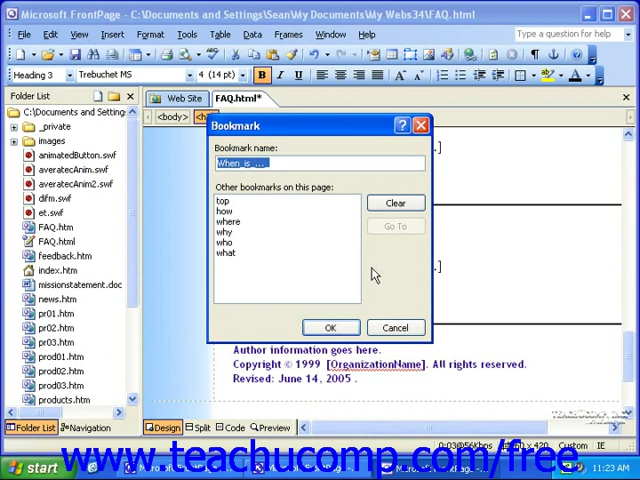 Microsoft FrontPage - C:\Documents and Settings\Sean\My Documents\My Webs34\FAQ.html
File Edit View Insert Format Tools Table Data Frames Window Help Type a question for help
Heading 3 Trebuchet MS 4 (14 pt) B I U
Folder List Web Site FAQ.html*
C:\Documents and Settings <body>
_private
images
animatedButton.swf
averatecAnim.swf
averatecAnim2.swf
difm.swf
et.swf
FAQ.htm
FAQ.html
feedback.htm
index.htm
missionstatement.doc
news.htm
pr01.htm
pr02.htm
pr03.htm
prod01.htm
prod02.htm
prod03.htm
products.htm
Bookmark
Bookmark name:
When_is_...
Other bookmarks on this page:
top
how
where
why
who
what
Clear
Go To
OK Cancel
.]
.]
Author information goes here.
Copyright © 1999 [OrganizationName]. All rights reserved.
Revised: June 14, 2005 .
Folder List Navigation Design Split Code Preview
0:03@56Kbps Custom IE
www.teachucomp.com/free
start 11:23 AM